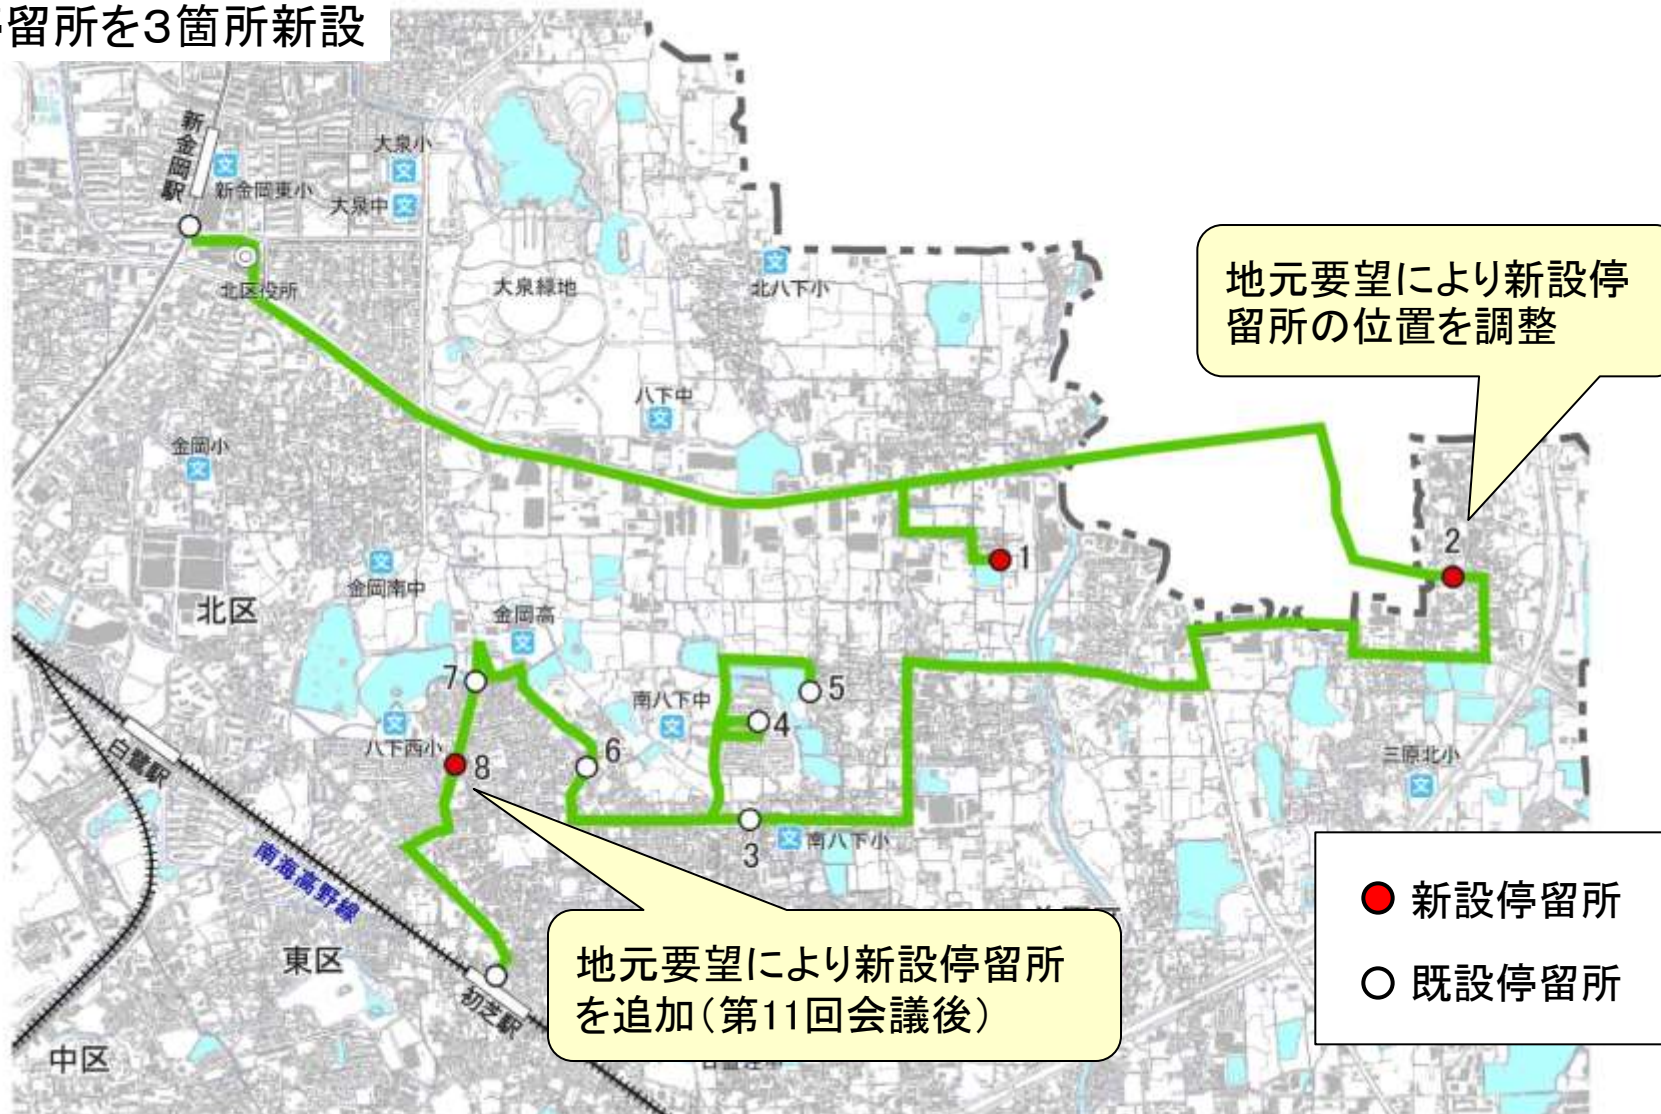 留所を３箇所新設
新金岡駅
新金岡東小
大泉小
大泉中
北区役所
大泉緑地
北八下小
地元要望により新設停
留所の位置を調整
八下中
金岡小
1
2
金岡南中
北区
金岡高
7
5
南八下中
4
八下西小
8
6
白鷺駅
三原北小
3
南八下小
南海高野線
新設停留所
既設停留所
地元要望により新設停留所
を追加（第11回会議後）
東区
初芝駅
中区